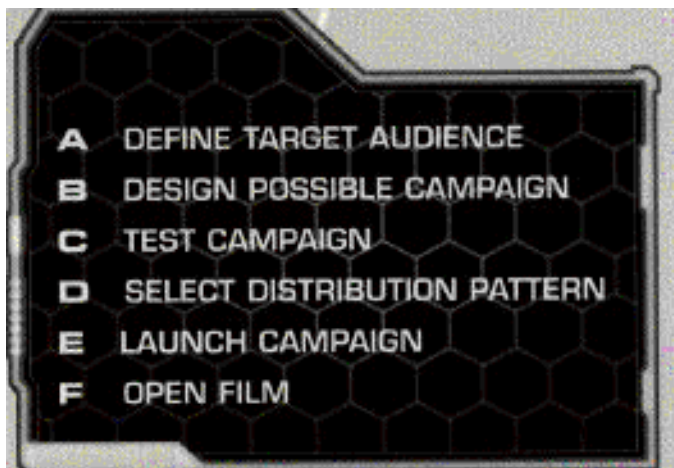 A DEFINE TARGET AUDIENCE
B DESIGN POSSIBLE CAMPAIGN
C TEST CAMPAIGN
D SELECT DISTRIBUTION PATTERN
E LAUNCH CAMPAIGN
F OPEN FILM